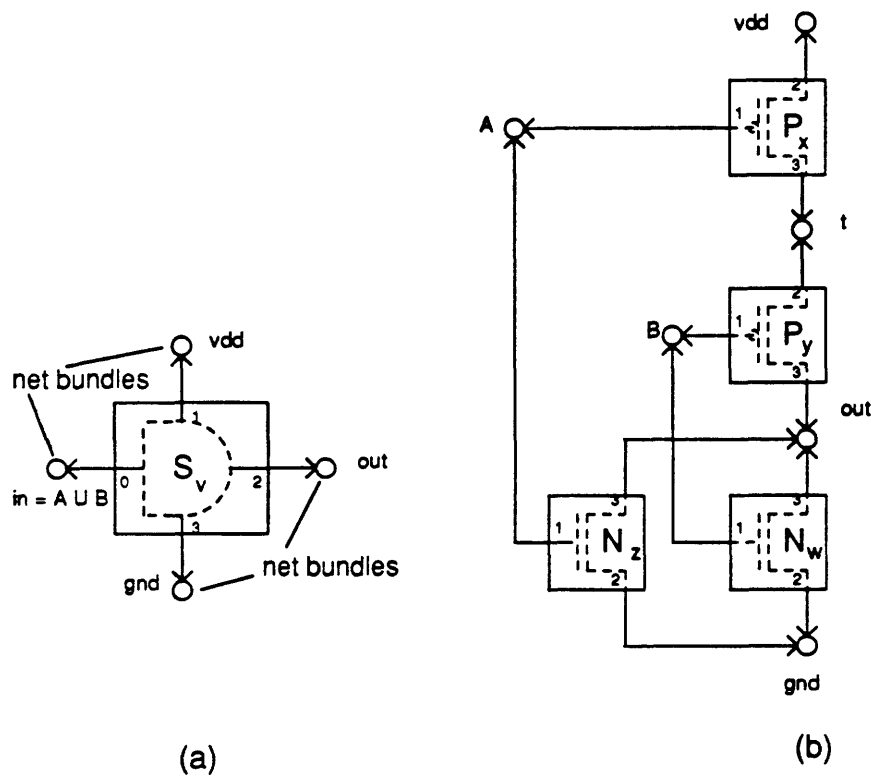 vdd
net bundles
1
S v
0
2
out
in = A U B
3
gnd
net bundles
(a)
vdd
2
A
1
P x
3
t
2
B
1
P y
3
out
3
1
N z
2
3
1
N w
2
gnd
(b)